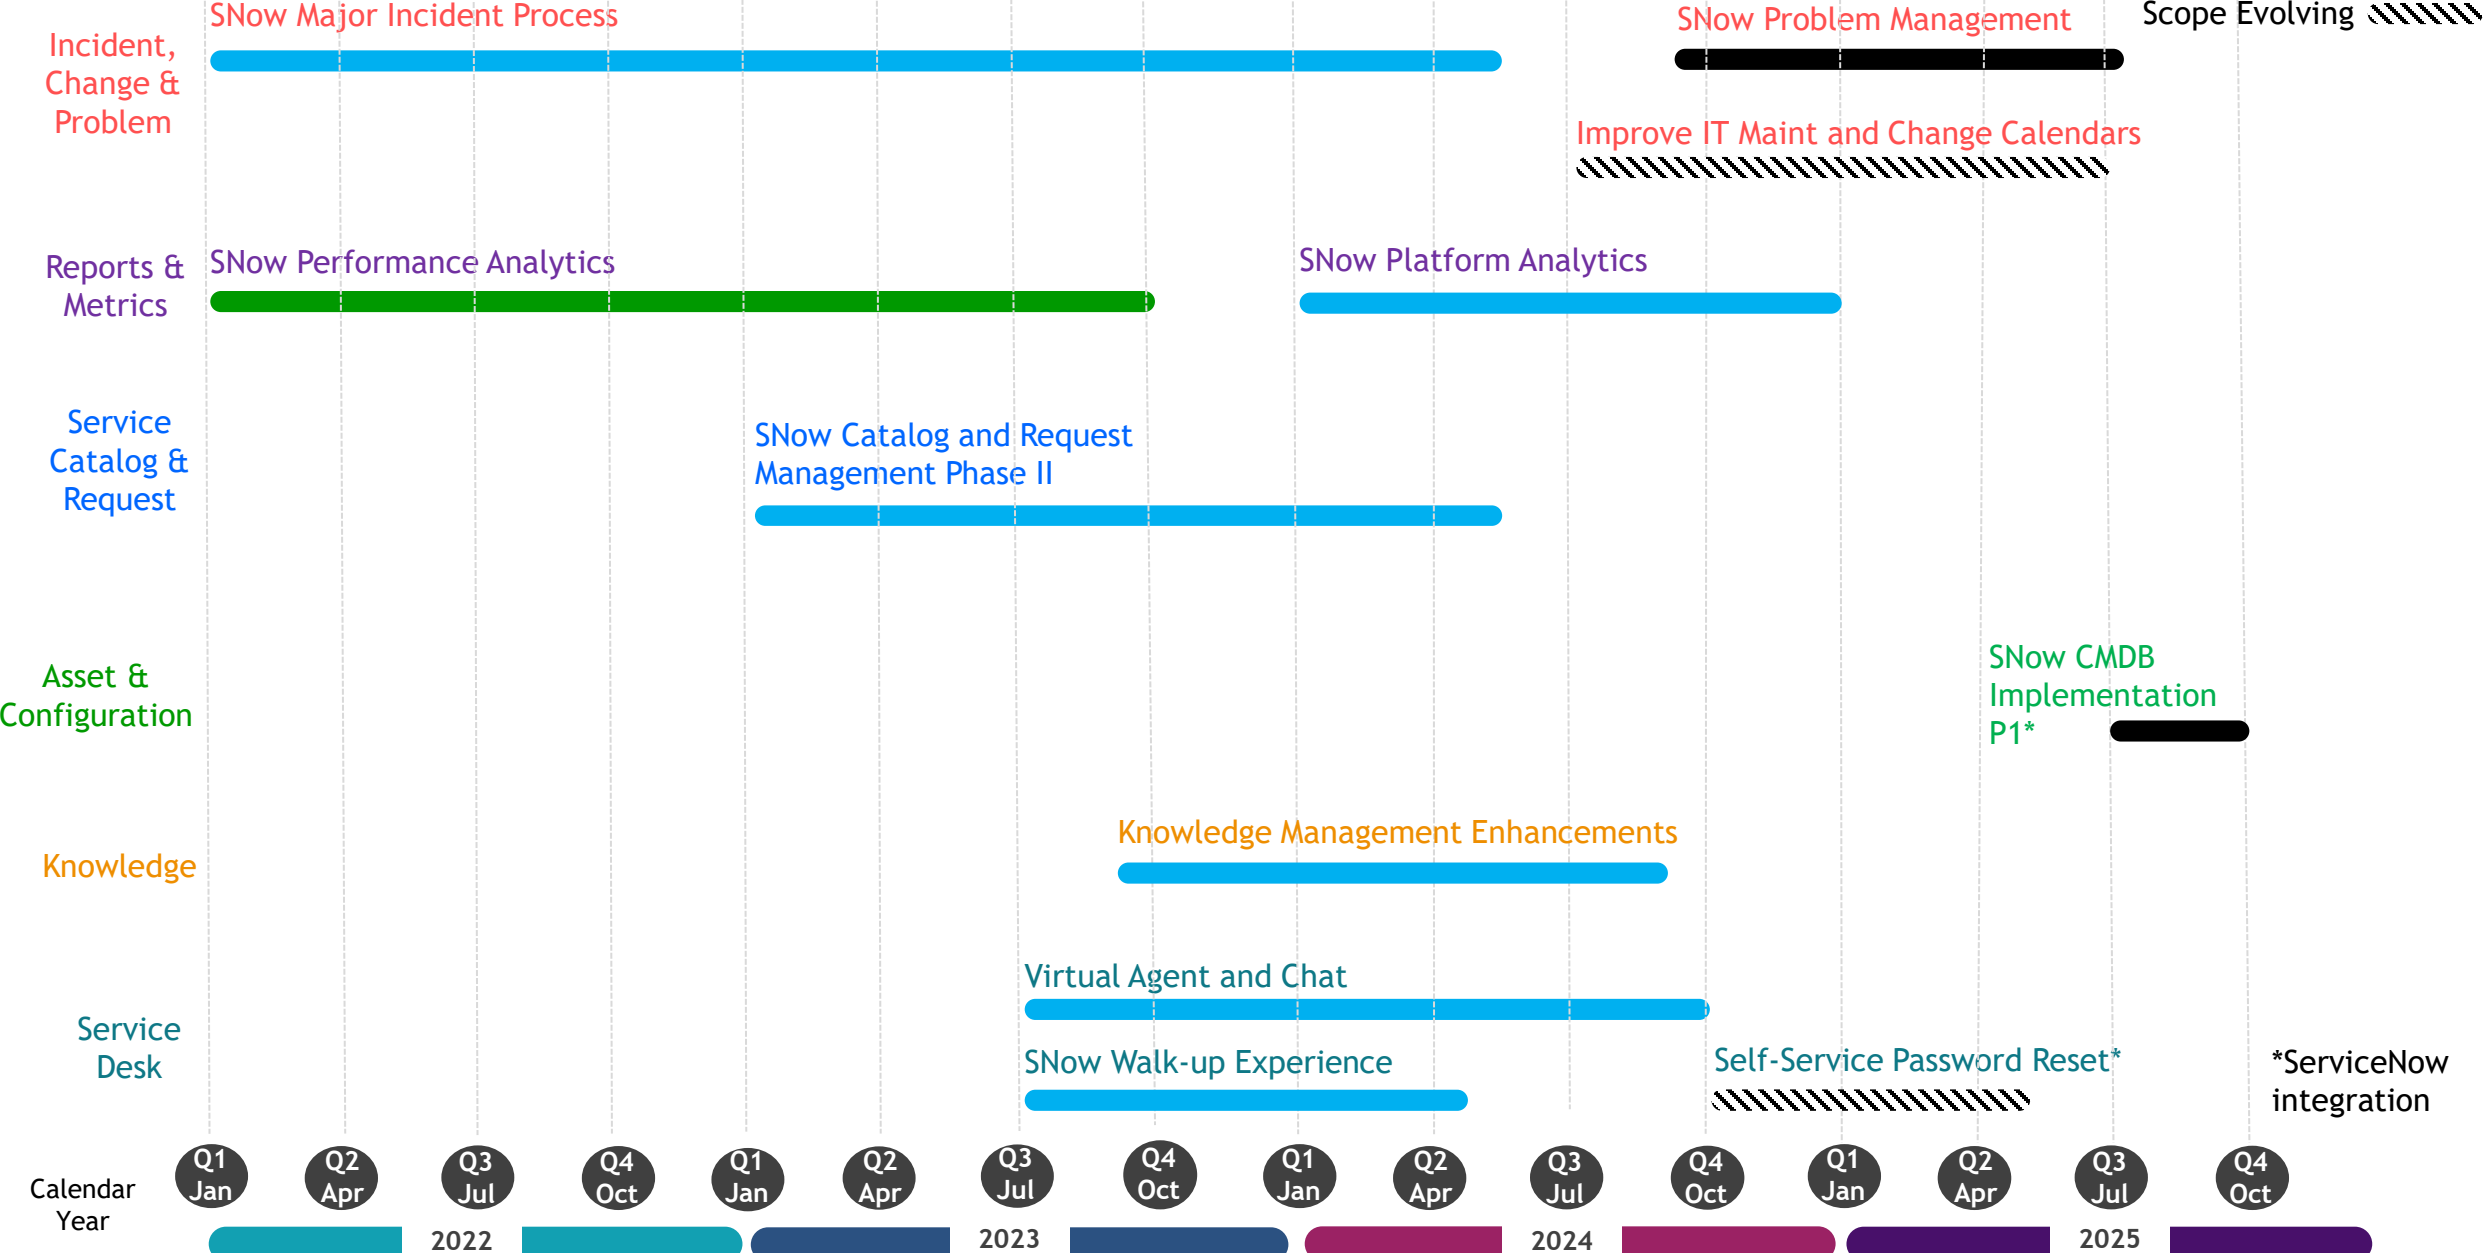 SNow Major Incident Process
SNow Problem Management
Scope Evolving
Incident,
Change &
Problem
Improve IT Maint and Change Calendars
Reports &
Metrics
SNow Performance Analytics
SNow Platform Analytics
Service
Catalog &
Request
SNow Catalog and Request
Management Phase II
Asset &
Configuration
SNow CMDB
Implementation
P1*
Knowledge
Knowledge Management Enhancements
Service
Desk
Virtual Agent and Chat
SNow Walk-up Experience
Self-Service Password Reset*
*ServiceNow
integration
Calendar
Year
Q1
Jan
Q2
Apr
Q3
Jul
Q4
Oct
Q1
Jan
Q2
Apr
Q3
Jul
Q4
Oct
Q1
Jan
Q2
Apr
Q3
Jul
Q4
Oct
Q1
Jan
Q2
Apr
Q3
Jul
Q4
Oct
2022
2023
2024
2025